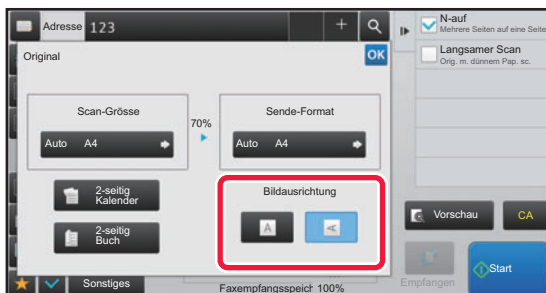 Adresse 123
Original
OK
Scan-Grösse
Auto A4
70%
Sende-Format
Auto A4
2-seitig
Kalender
2-seitig
Buch
Bildausrichtung
A
A
Sonstiges
Faxempfangsspeich 100%
N-auf
Mehrere Seiten auf eine Seite
Langsamer Scan
Orig. m. dünnem Pap. sc.
Vorschau
CA
Empfangen
Start